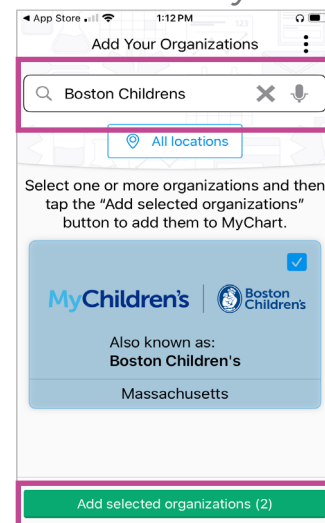 App Store 1:12 PM
Add Your Organizations
Boston Childrens
All locations
Select one or more organizations and then
tap the "Add selected organizations"
button to add them to MyChart.
MyChildren's Boston
Children's
Also known as:
Boston Children's
Massachusetts
Add selected organizations (2)